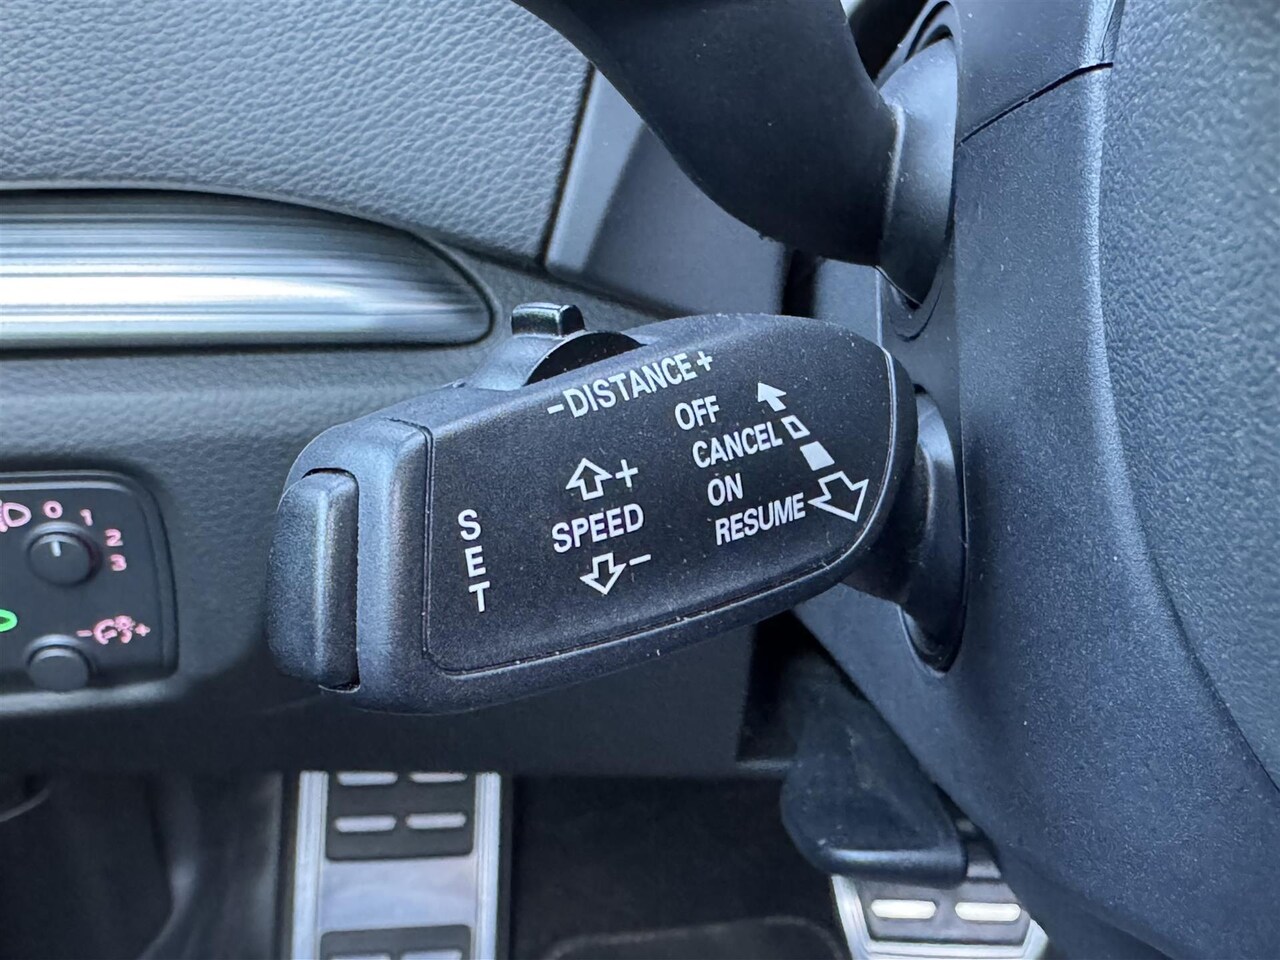 -DISTANCE+
OFF
CANCEL
ON
RESUME
+
SPEED
-
SET
0
1
2
3
- +